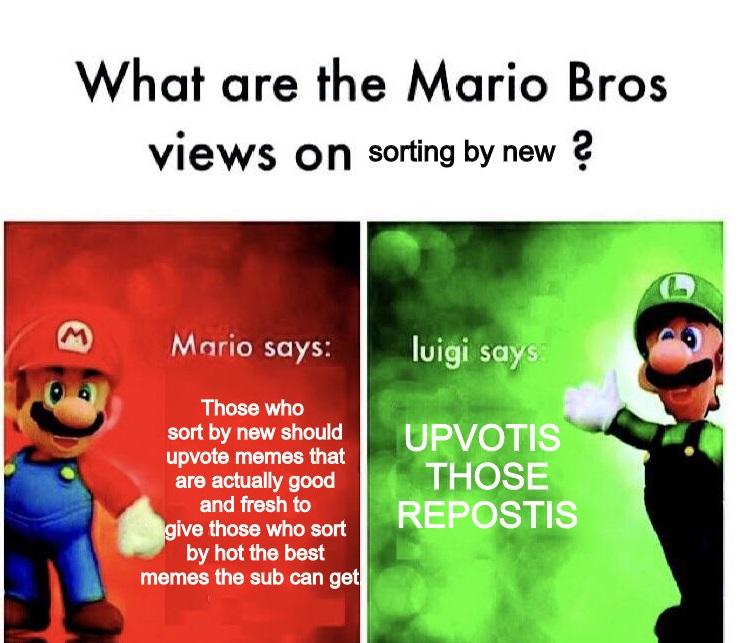 What are the Mario Bros
views on sorting by new ?
M
Mario says:
Those who
sort by new should
upvote memes that
are actually good
and fresh to
give those who sort
by hot the best
memes the sub can get
L
luigi says:
UPVOTIS
THOSE
REPOSTIS